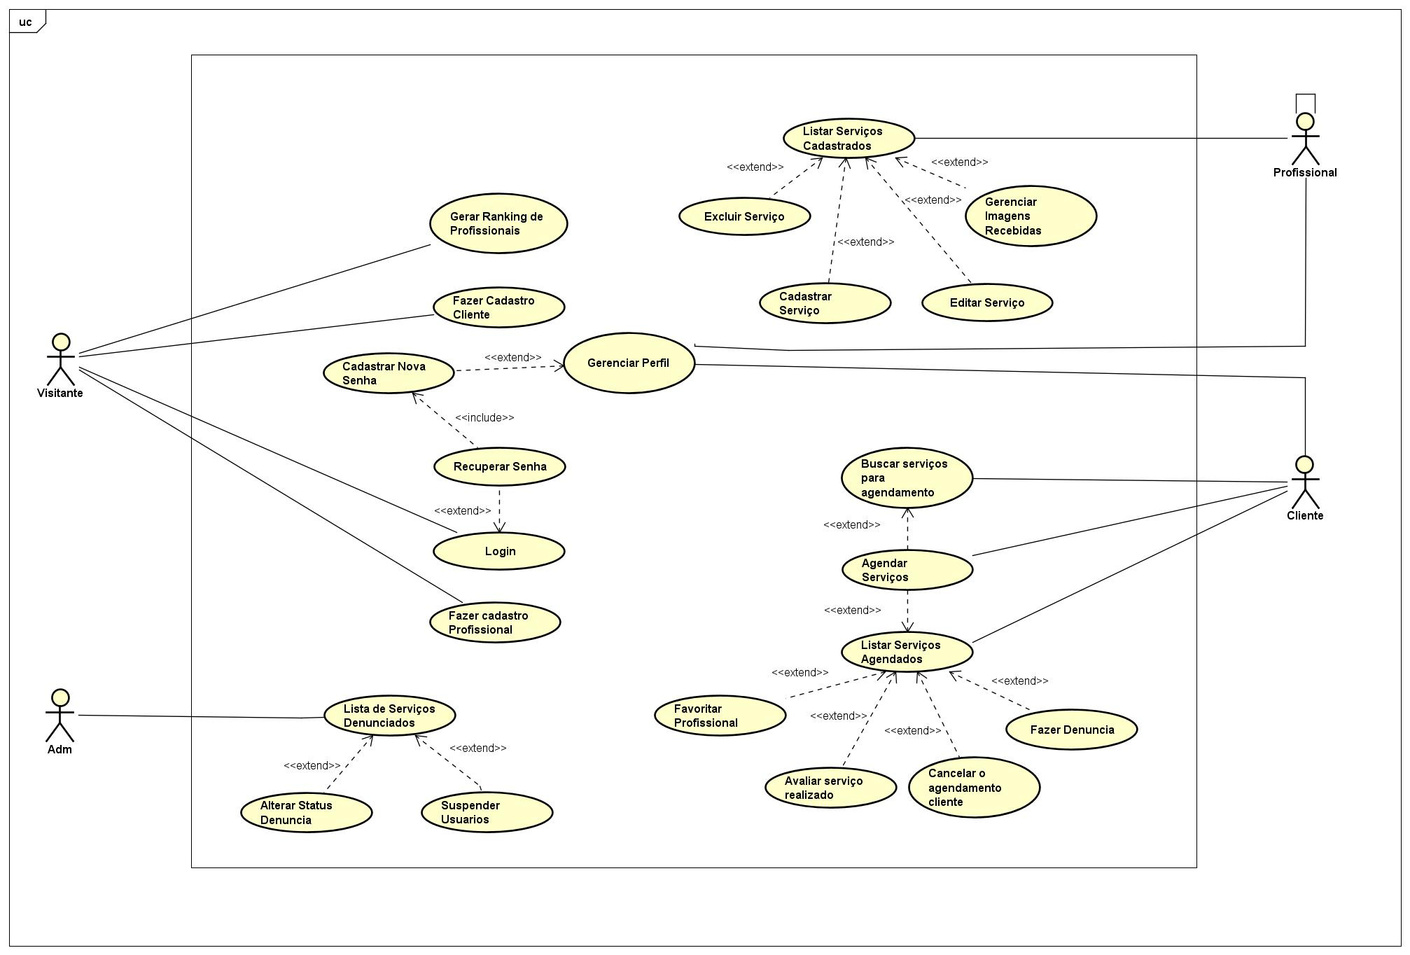 uc
Listar Serviços
Cadastrados
<<extend>>
<<extend>>
Profissional
Excluir Serviço
<<extend>>
Gerenciar
Imagens
Recebidas
Gerar Ranking de
Profissionais
<<extend>>
Cadastrar
Serviço
Editar Serviço
Fazer Cadastro
Cliente
Visitante
Cadastrar Nova
Senha
<<extend>>
Gerenciar Perfil
<<include>>
Recuperar Senha
<<extend>>
Login
Fazer cadastro
Profissional
Buscar serviços
para
agendamento
Cliente
<<extend>>
Agendar
Serviços
<<extend>>
Listar Serviços
Agendados
<<extend>>
<<extend>>
<<extend>>
<<extend>>
Favoritar
Profissional
Fazer Denuncia
Avaliar serviço
realizado
Cancelar o
agendamento
cliente
Adm
Lista de Serviços
Denunciados
<<extend>>
<<extend>>
Alterar Status
Denuncia
Suspender
Usuarios